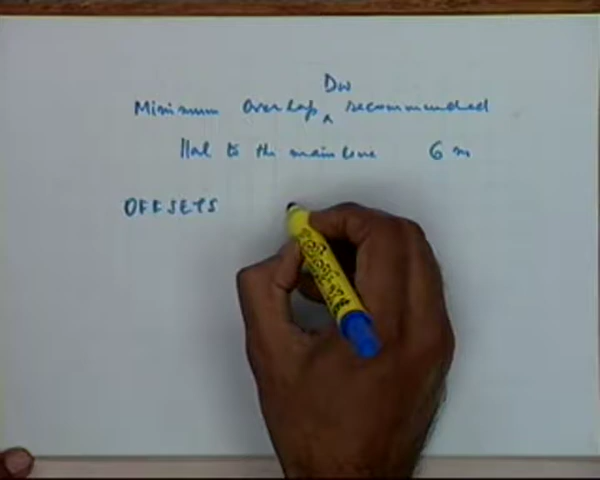 Dw
Minimum Overlap ‸ recommended
llel to the main line 6 m
OFFSETS